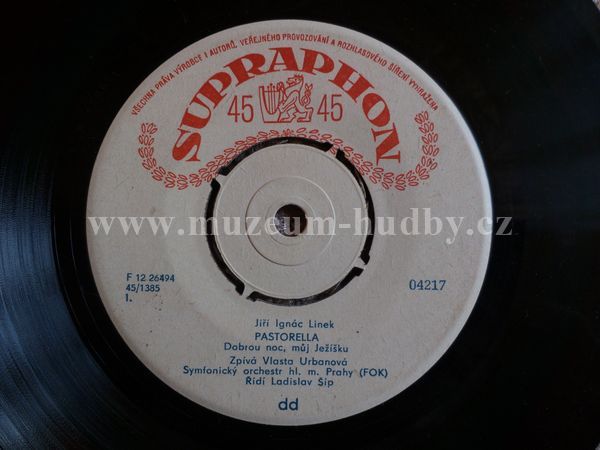 VŠECHNA PRÁVA VÝROBCE I AUTORŮ, VEŘEJNÉHO PROVOZOVÁNÍ A ROZHLASOVÉHO ŠÍŘENÍ VYHRAŽENA
SUPRAPHON
45 45
www.muzeum-hudby.cz
F 12 26494
45/1385
I.
04217
Jiří Ignác Linek
PASTORELLA
Dobrou noc, můj Ježíšku
Zpívá Vlasta Urbanová
Symfonický orchestr hl. m. Prahy (FOK)
Řídí Ladislav Šíp
dd